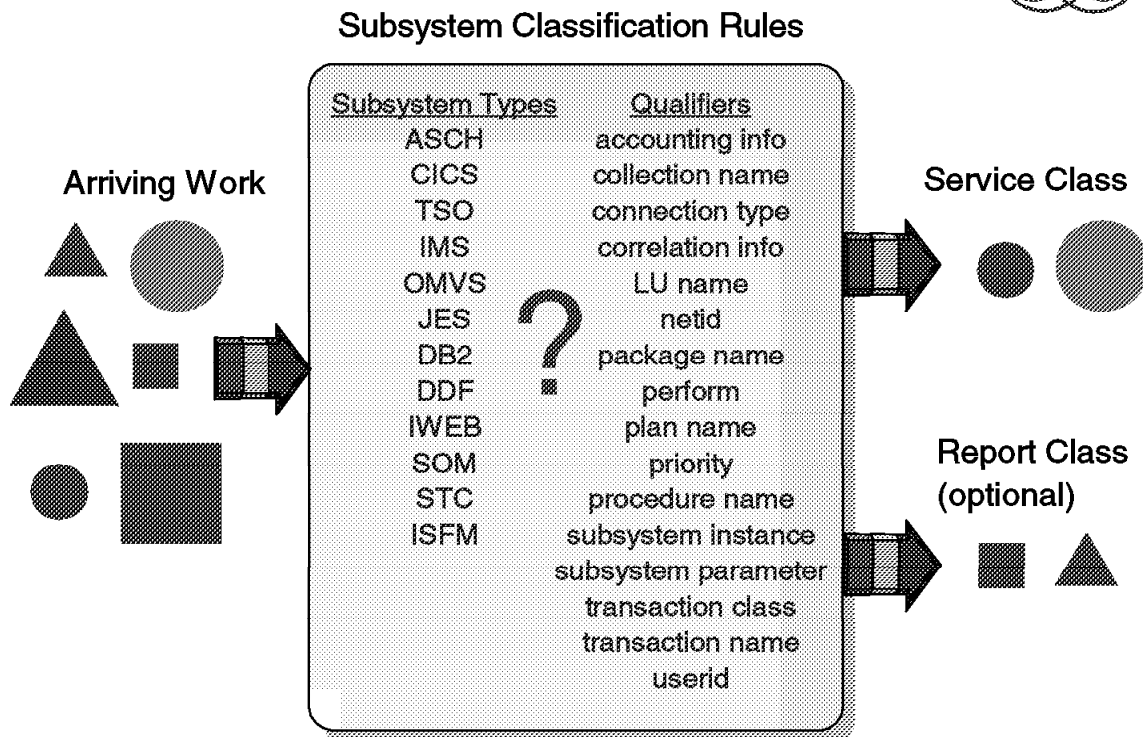 Subsystem Classification Rules
Subsystem Types
Qualifiers
ASCH
accounting info
CICS
collection name
TSO
connection type
IMS
correlation info
OMVS
LU name
JES
netid
DB2
package name
DDF
perform
IWEB
plan name
SOM
priority
STC
procedure name
ISFM
subsystem instance
subsystem parameter
transaction class
transaction name
userid
?
Arriving Work
Service Class
Report Class
(optional)